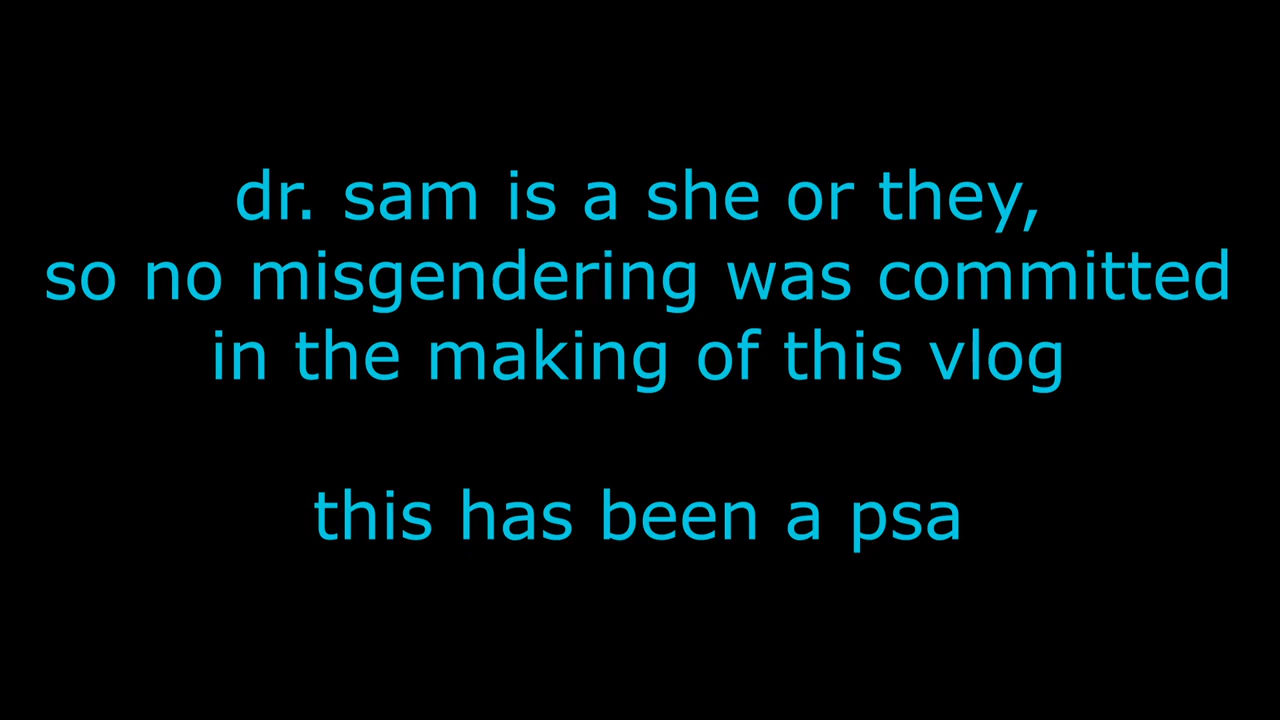 dr. sam is a she or they,
so no misgendering was committed
in the making of this vlog
this has been a psa